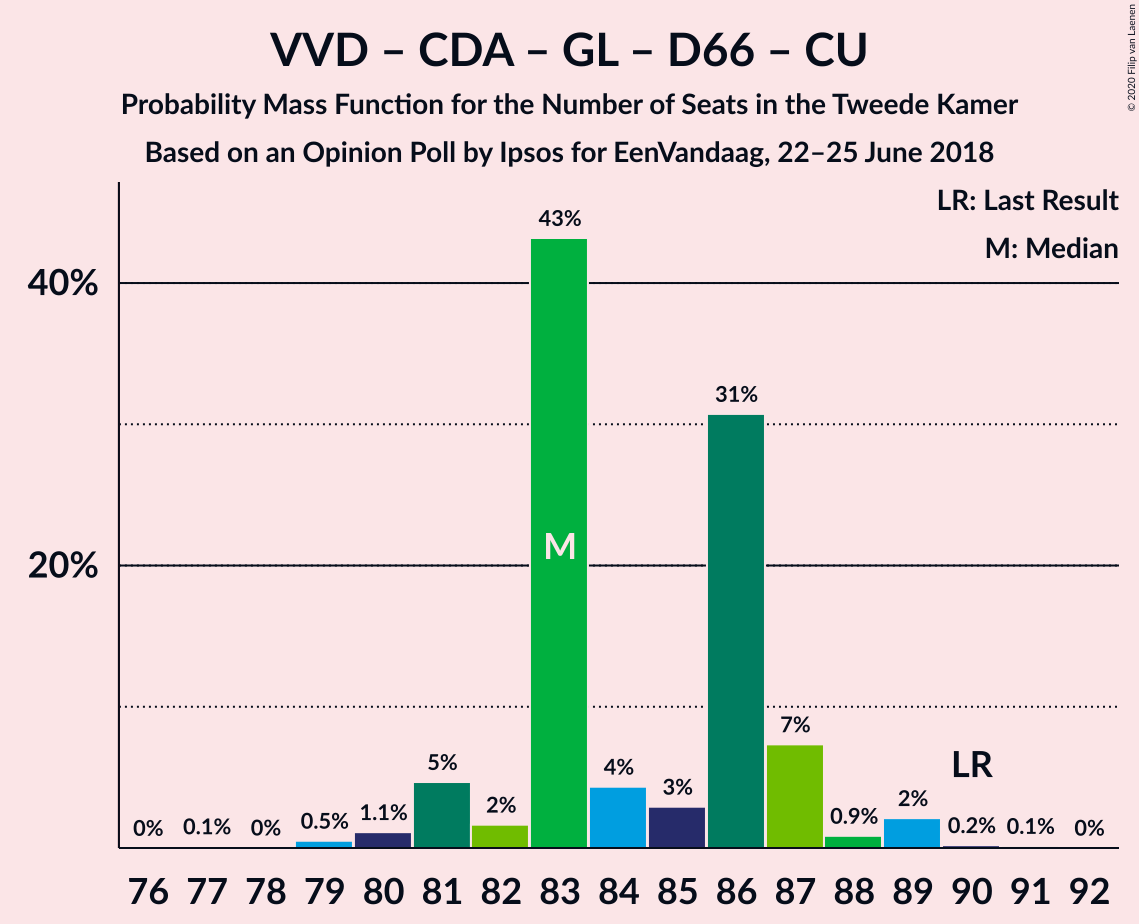 VVD – CDA – GL – D66 – CU
Probability Mass Function for the Number of Seats in the Tweede Kamer
Based on an Opinion Poll by Ipsos for EenVandaag, 22–25 June 2018
© 2020 Filip van Laenen
LR: Last Result
M: Median
40%
20%
0%
0.1%
0%
0.5%
1.1%
5%
2%
43%
4%
3%
31%
7%
0.9%
2%
0.2%
0.1%
0%
M
LR
76 77 78 79 80 81 82 83 84 85 86 87 88 89 90 91 92